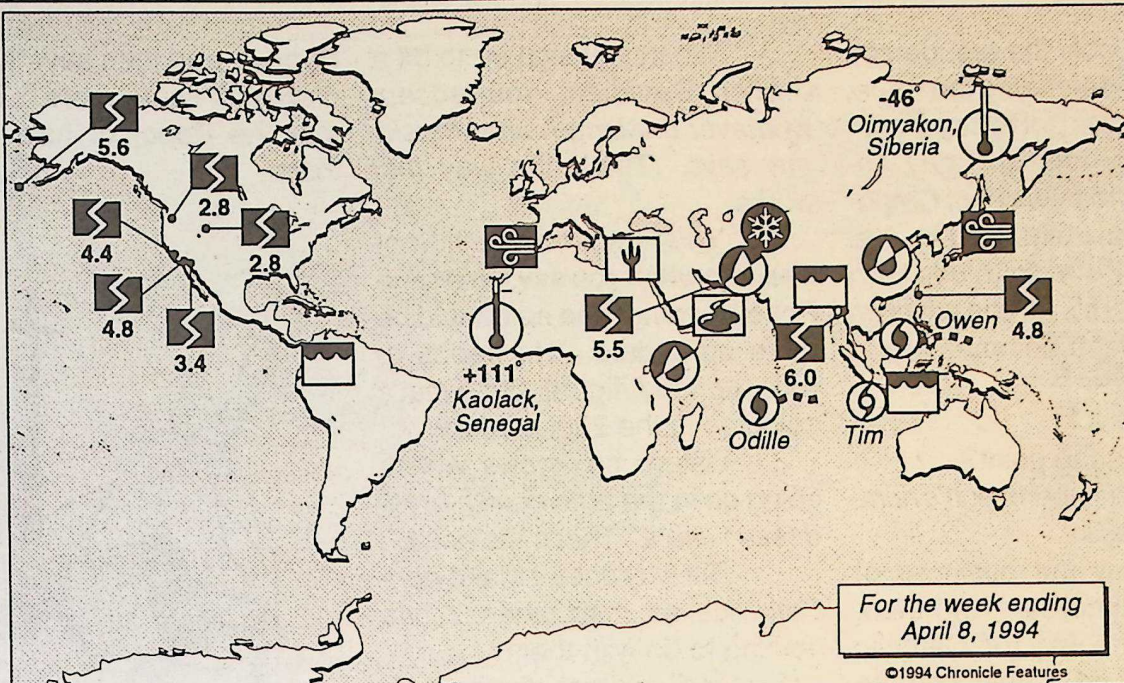 5.6
2.8
4.4
2.8
4.8
3.4
-46°
Oimyakon,
Siberia
5.5
+111°
Kaolack,
Senegal
6.0
Owen
4.8
Odille
Tim
For the week ending
April 8, 1994
©1994 Chronicle Features